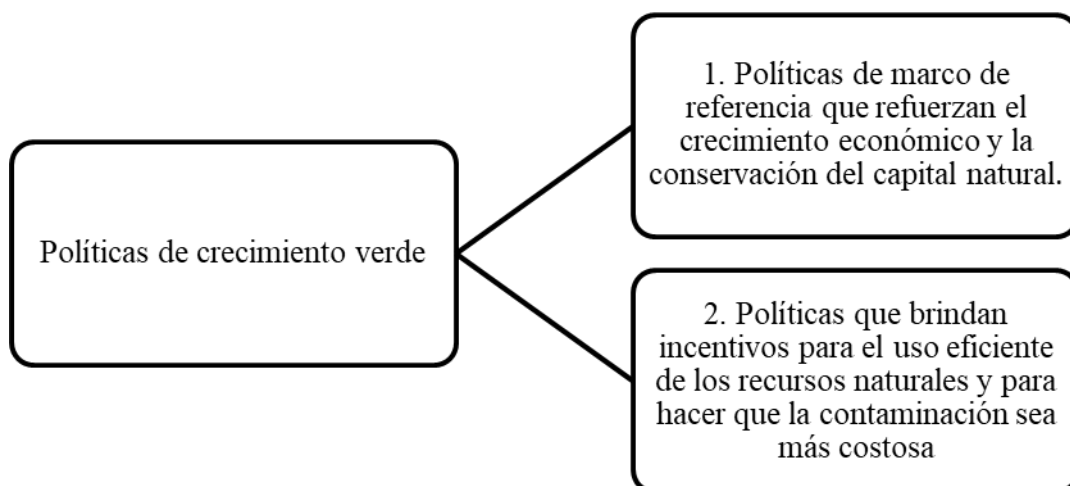 Políticas de crecimiento verde
1. Políticas de marco de
referencia que refuerzan el
crecimiento económico y la
conservación del capital natural.
2. Políticas que brindan
incentivos para el uso eficiente
de los recursos naturales y para
hacer que la contaminación sea
más costosa